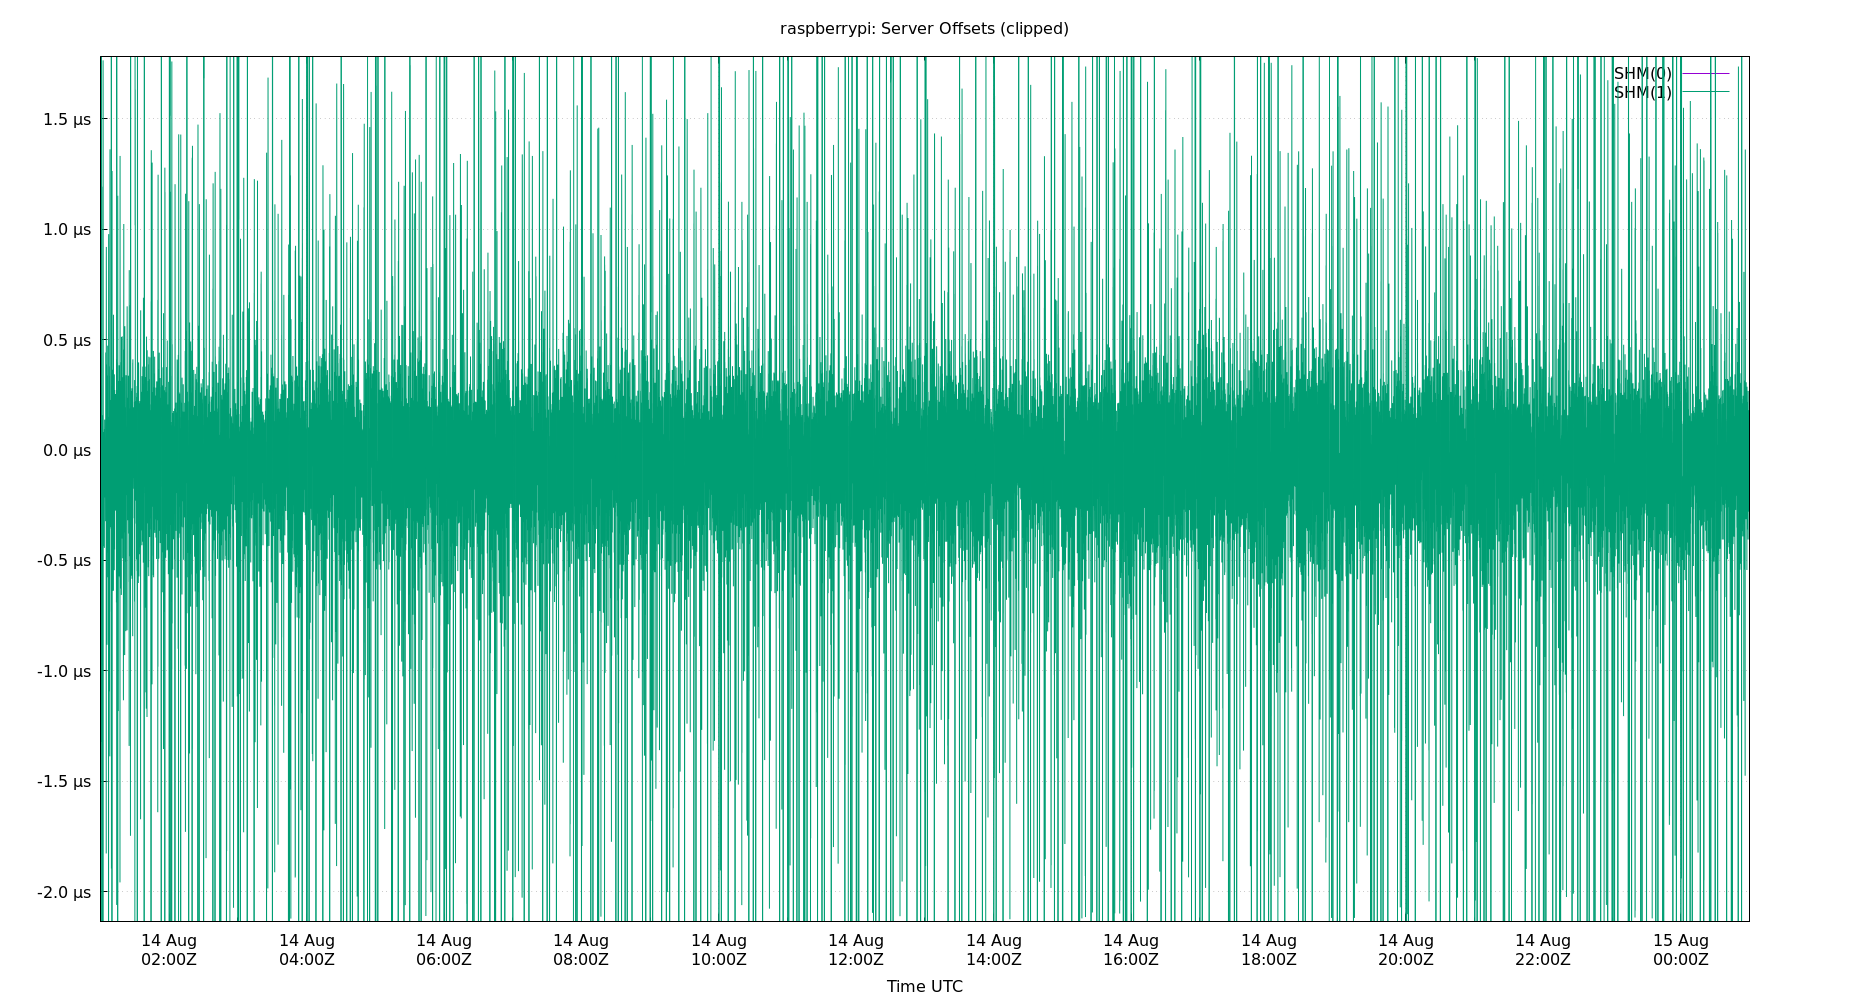 raspberrypi: Server Offsets (clipped)
SHM(0)
SHM(1)
1.5 µs
1.0 µs
0.5 µs
0.0 µs
-0.5 µs
-1.0 µs
-1.5 µs
-2.0 µs
14 Aug 14 Aug 14 Aug 14 Aug 14 Aug 14 Aug 14 Aug 14 Aug 14 Aug 14 Aug 14 Aug 15 Aug
02:00Z 04:00Z 06:00Z 08:00Z 10:00Z 12:00Z 14:00Z 16:00Z 18:00Z 20:00Z 22:00Z 00:00Z
Time UTC